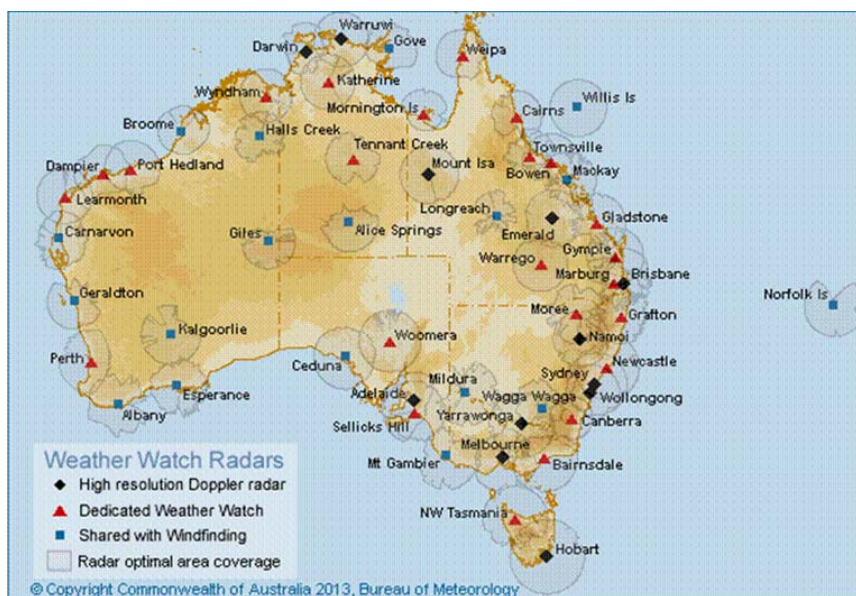 Warruwi
Darwin
Gove
Weipa
Katherine
Wyndham
Mornington Is
Willis Is
Cairns
Broome
Halls Creek
Tennant Creek
Townsville
Mount Isa
Bowen
Mackay
Dampier
Port Hedland
Learmonth
Longreach
Gladstone
Carnarvon
Giles
Alice Springs
Emerald
Gympie
Warrego
Marburg
Brisbane
Geraldton
Norfolk Is
Moree
Grafton
Kalgoorlie
Woomera
Namoi
Perth
Ceduna
Newcastle
Sydney
Mildura
Esperance
Adelaide
Wagga Wagga
Wollongong
Albany
Sellicks Hill
Yarrawonga
Canberra
Melbourne
Mt Gambier
Bairnsdale
Weather Watch Radars
High resolution Doppler radar
Dedicated Weather Watch
Shared with Windfinding
Radar optimal area coverage
NW Tasmania
Hobart
© Copyright Commonwealth of Australia 2013, Bureau of Meteorology